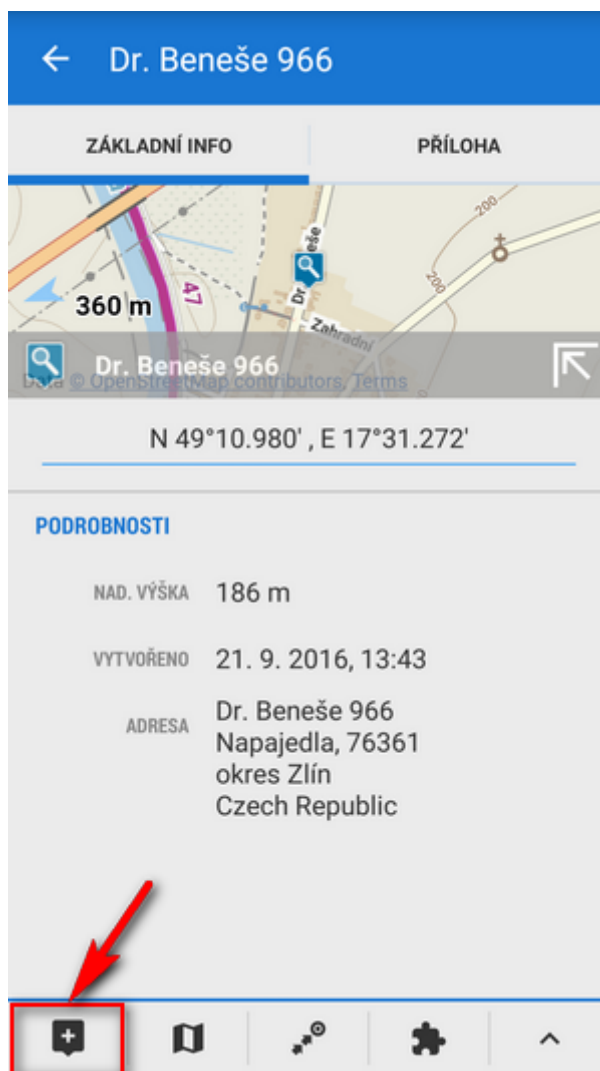 Dr. Beneše 966
ZÁKLADNÍ INFO
PŘÍLOHA
200
Dr. Beneše
200
47
360 m
Zahradní
Dr. Beneše 966
Data © OpenStreetMap contributors, Terms
N 49°10.980' , E 17°31.272'
PODROBNOSTI
NAD. VÝŠKA 186 m
VYTVOŘENO 21. 9. 2016, 13:43
ADRESA Dr. Beneše 966
Napajedla, 76361
okres Zlín
Czech Republic